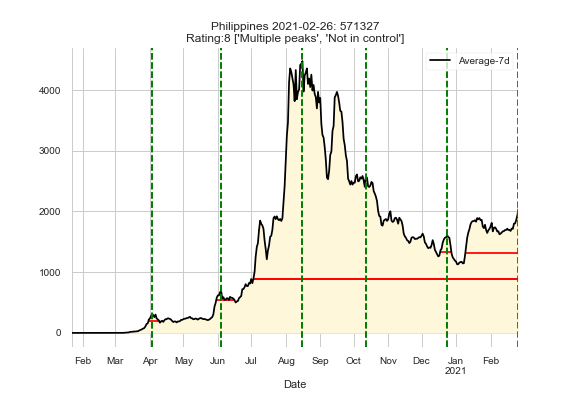 Philippines 2021-02-26: 571327
Rating:8 ['Multiple peaks', 'Not in control']
Average-7d
4000
3000
2000
1000
0
Feb Mar Apr May Jun Jul Aug Sep Oct Nov Dec Jan Feb
2021
Date